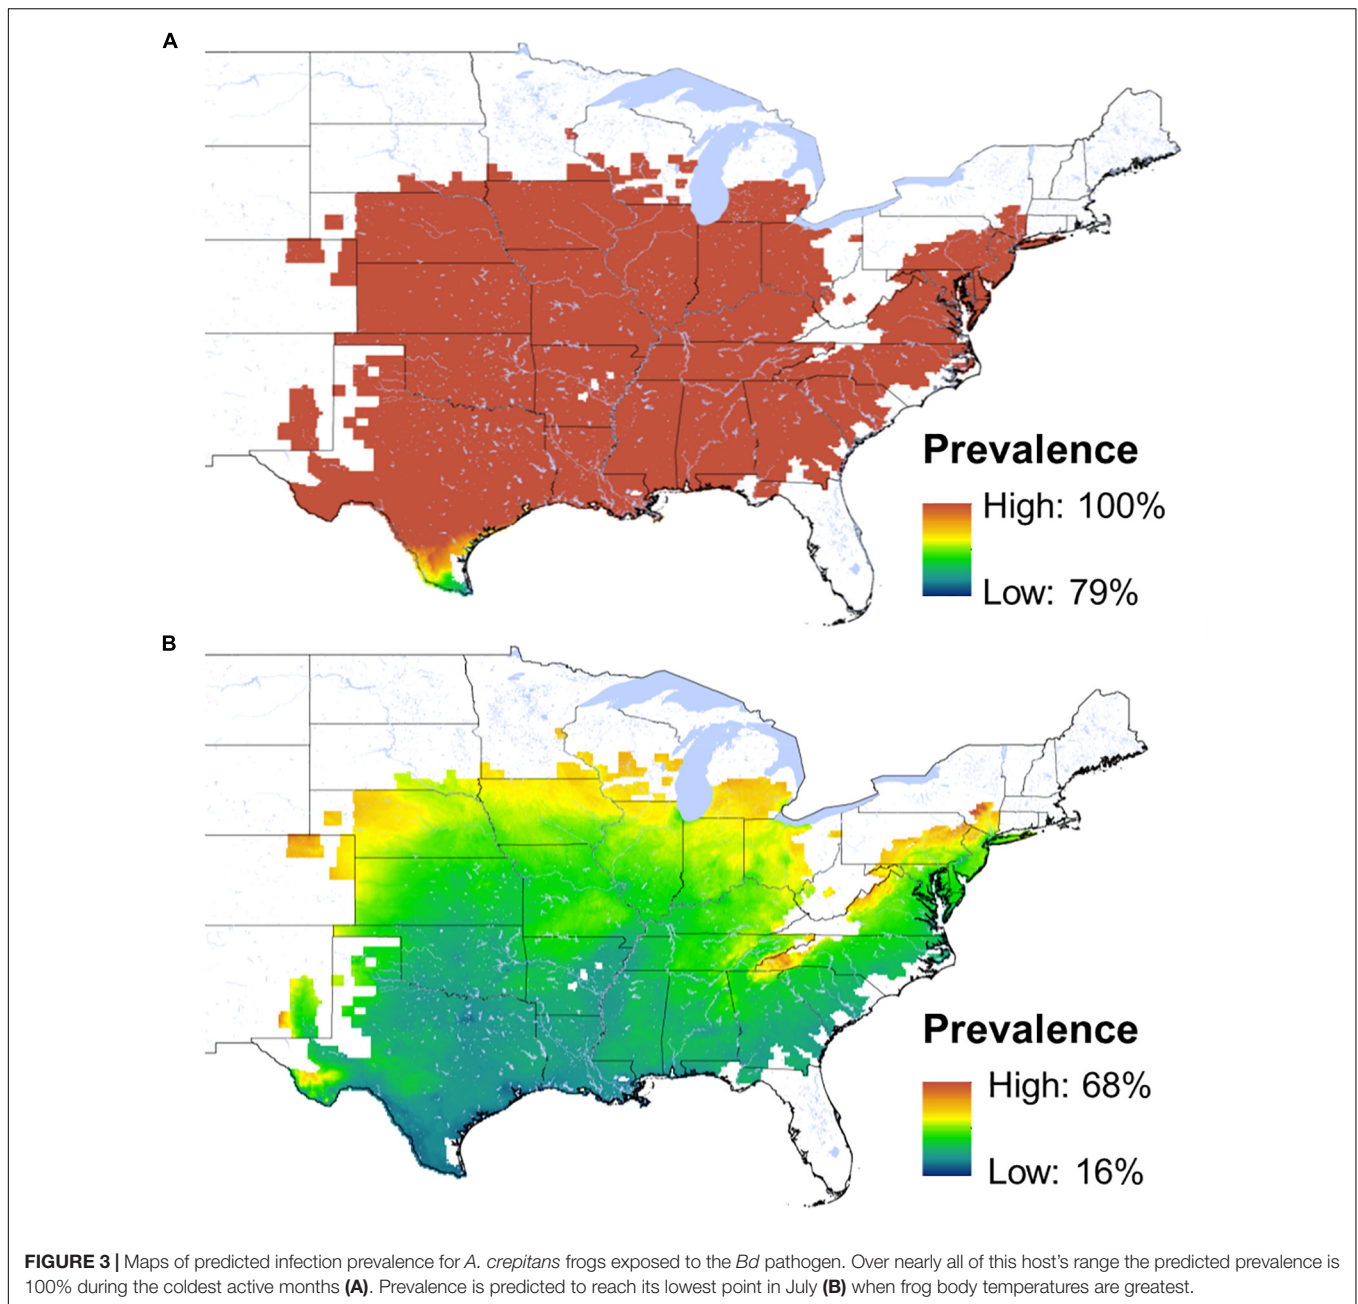 A
Prevalence
High: 100%
Low: 79%
B
Prevalence
High: 68%
Low: 16%
FIGURE 3 | Maps of predicted infection prevalence for A. crepitans frogs exposed to the Bd pathogen. Over nearly all of this host's range the predicted prevalence is
100% during the coldest active months (A). Prevalence is predicted to reach its lowest point in July (B) when frog body temperatures are greatest.